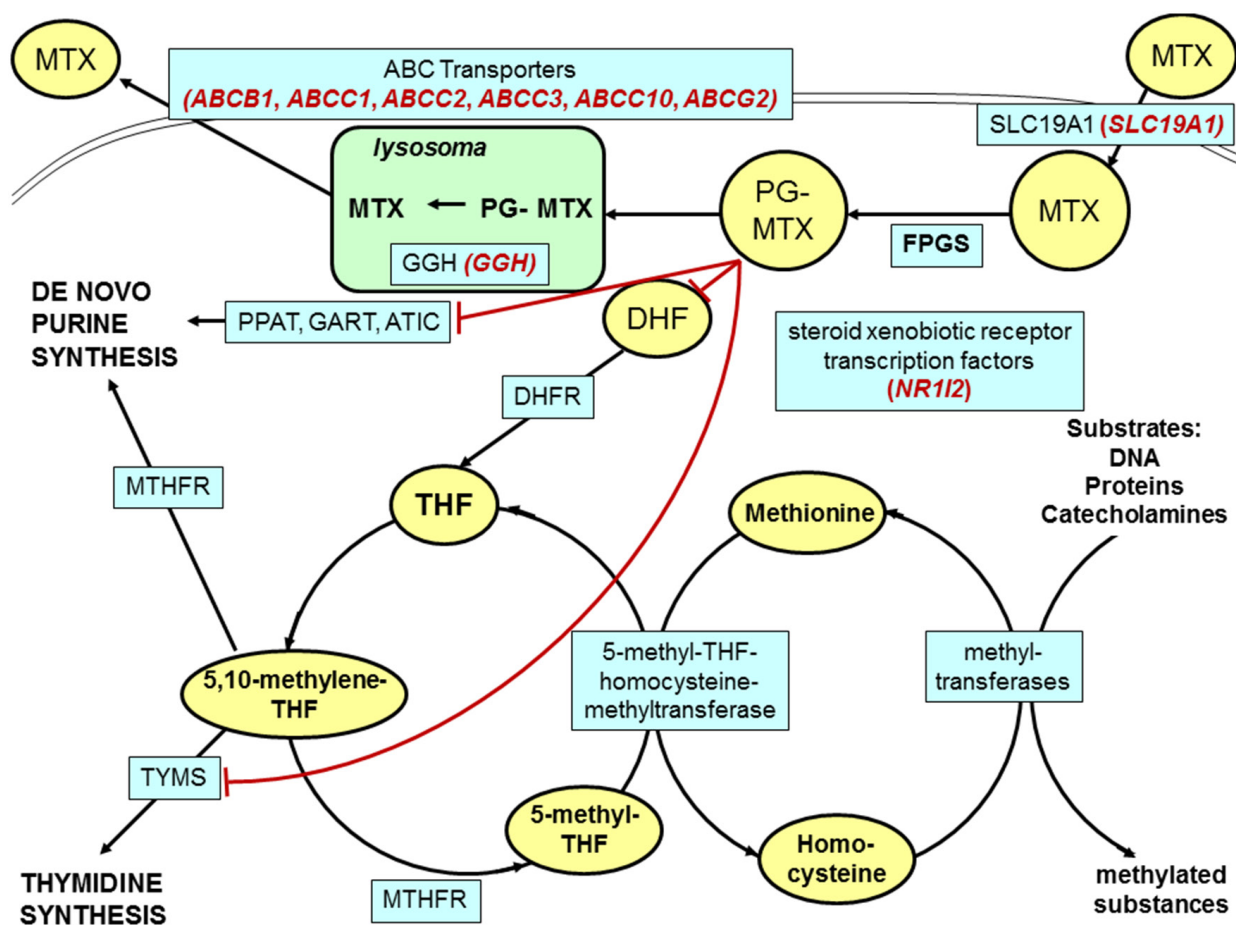 MTX
ABC Transporters
(ABCB1, ABCC1, ABCC2, ABCC3, ABCC10, ABCG2)
MTX
SLC19A1 (SLC19A1)
lysosoma
MTX
PG- MTX
GGH (GGH)
PG-
MTX
FPGS
MTX
DE NOVO
PURINE
SYNTHESIS
PPAT, GART, ATIC
DHF
steroid xenobiotic receptor
transcription factors
(NR1I2)
DHFR
Substrates:
DNA
Proteins
Catecholamines
MTHFR
THF
Methionine
5,10-methylene-
THF
5-methyl-THF-
homocysteine-
methyltransferase
methyl-
transferases
TYMS
5-methyl-
THF
Homo-
cysteine
THYMIDINE
SYNTHESIS
MTHFR
methylated
substances